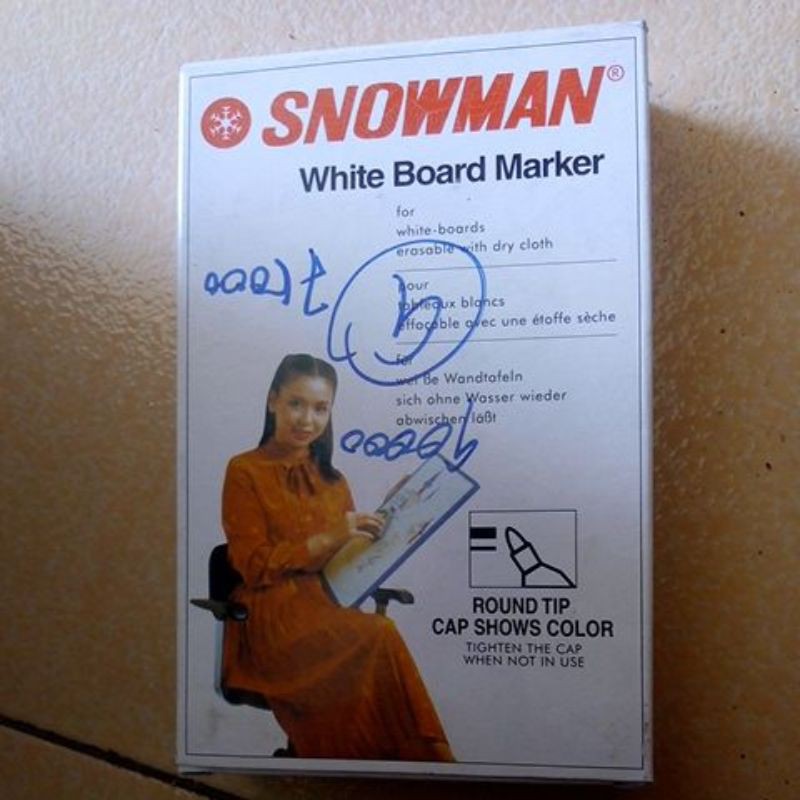 SNOWMAN®
White Board Marker
for
white-boards
erasable with dry cloth
pour
tableaux blancs
effaçable avec une étoffe sèche
für
weiße Wandtafeln
sich ohne Wasser wieder
abwischen läßt
ROUND TIP
CAP SHOWS COLOR
TIGHTEN THE CAP
WHEN NOT IN USE